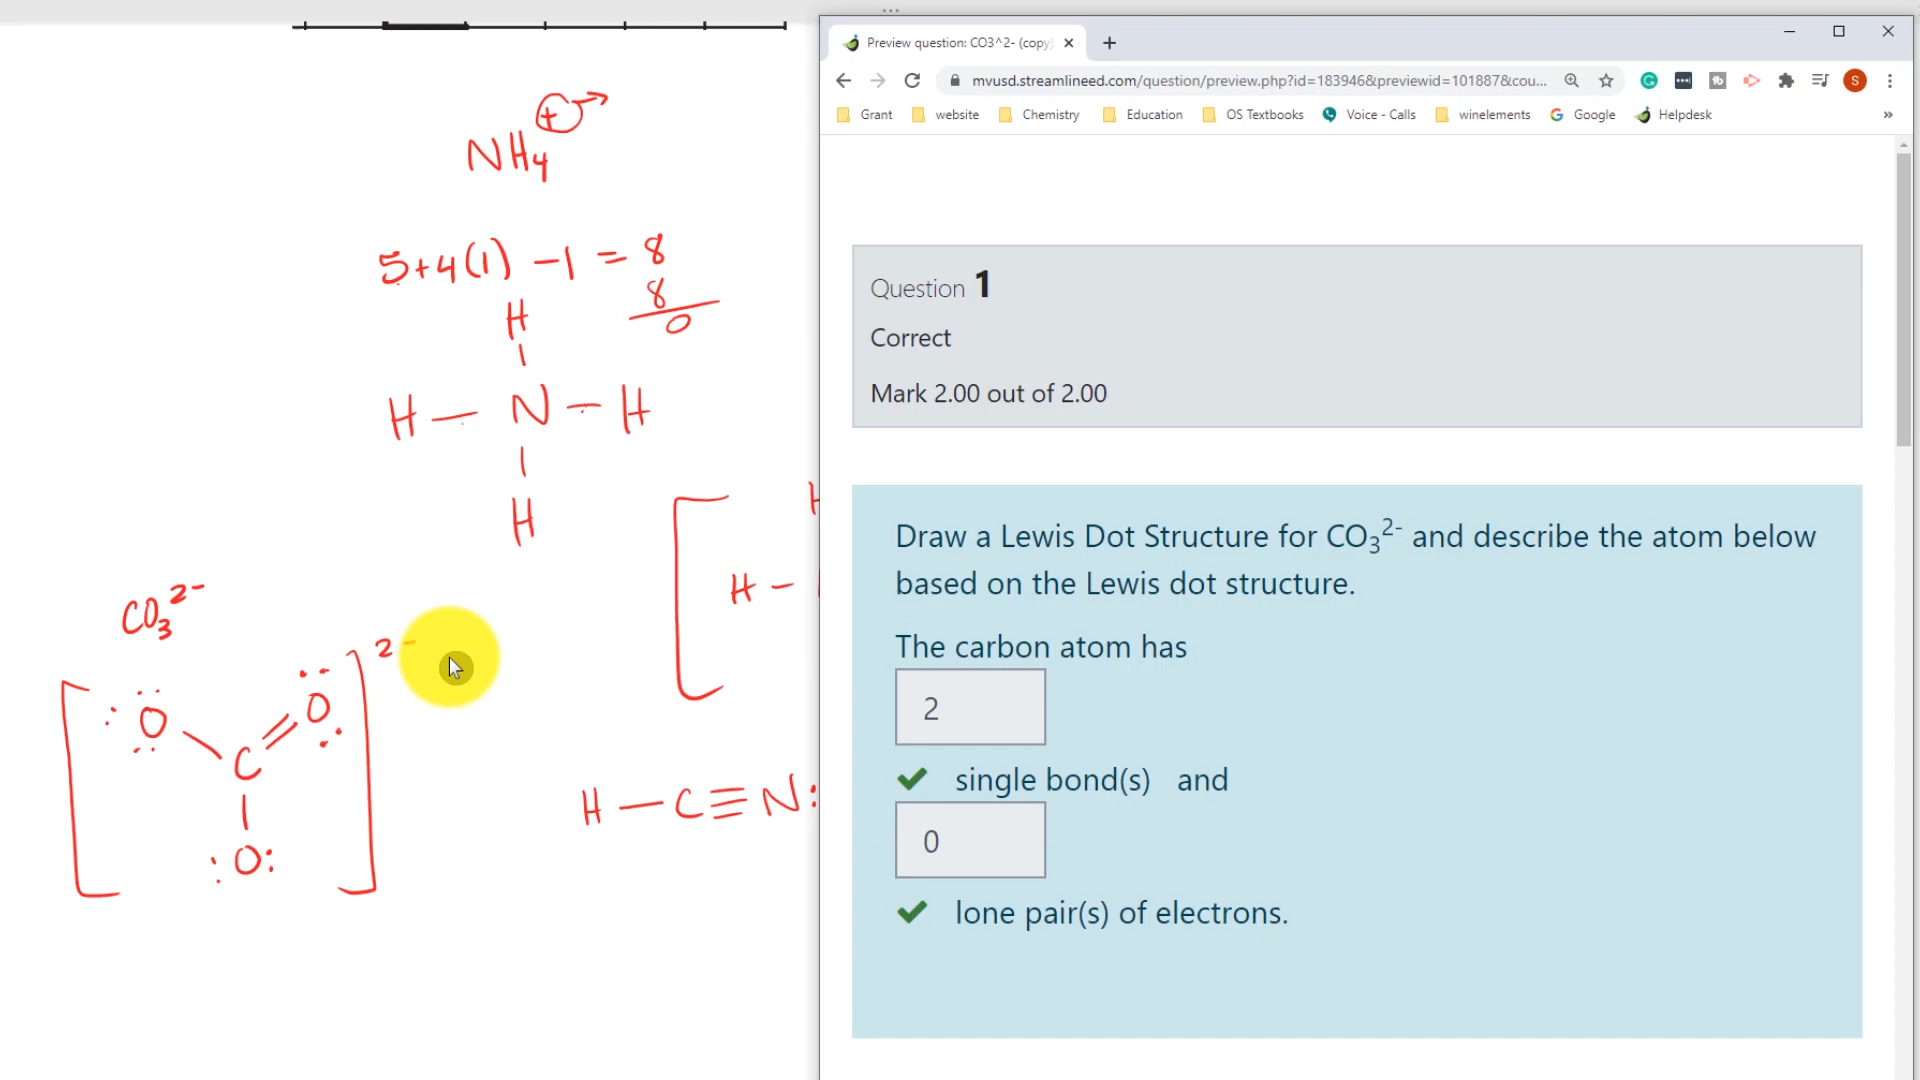 NH4 +
5+4(1) -1 = 8
8
0
H
H - N - H
H
CO3 2-
[ :O - C = O ] 2-
:O:
H -
H - C ≡ N:
Preview question: CO3^2- (copy)
mvusd.streamlineed.com/question/preview.php?id=183946&previewid=101887&cou...
S
Grant website Chemistry Education OS Textbooks Voice - Calls winelements Google Helpdesk »
Question 1
Correct
Mark 2.00 out of 2.00
Draw a Lewis Dot Structure for CO3 2- and describe the atom below
based on the Lewis dot structure.
The carbon atom has
2
single bond(s) and
0
lone pair(s) of electrons.